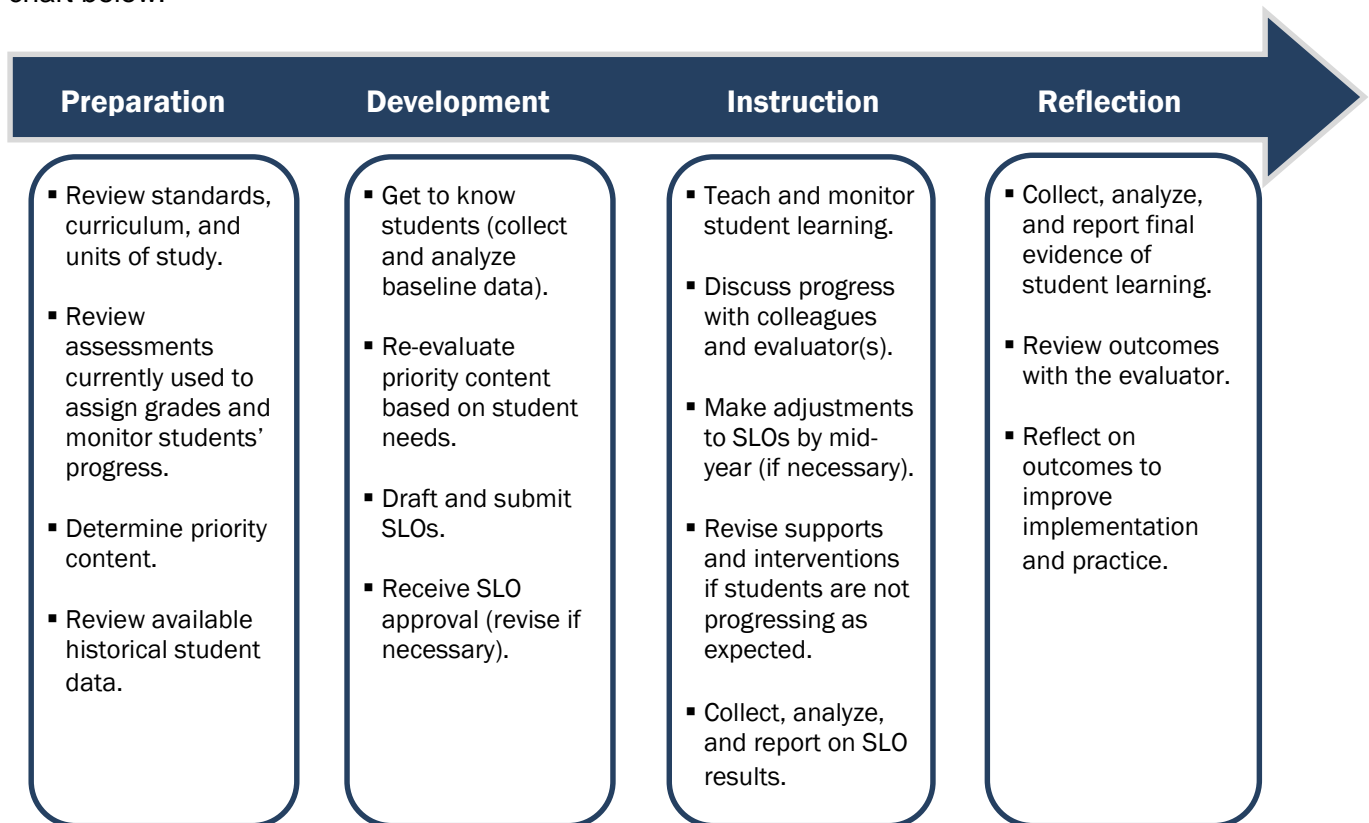 chart below.
Preparation
Development
Instruction
Reflection
▪ Review standards,
curriculum, and
units of study.
▪ Review
assessments
currently used to
assign grades and
monitor students’
progress.
▪ Determine priority
content.
▪ Review available
historical student
data.
▪ Get to know
students (collect
and analyze
baseline data).
▪ Re-evaluate
priority content
based on student
needs.
▪ Draft and submit
SLOs.
▪ Receive SLO
approval (revise if
necessary).
▪ Teach and monitor
student learning.
▪ Discuss progress
with colleagues
and evaluator(s).
▪ Make adjustments
to SLOs by mid-
year (if necessary).
▪ Revise supports
and interventions
if students are not
progressing as
expected.
▪ Collect, analyze,
and report on SLO
results.
▪ Collect, analyze,
and report final
evidence of
student learning.
▪ Review outcomes
with the evaluator.
▪ Reflect on
outcomes to
improve
implementation
and practice.